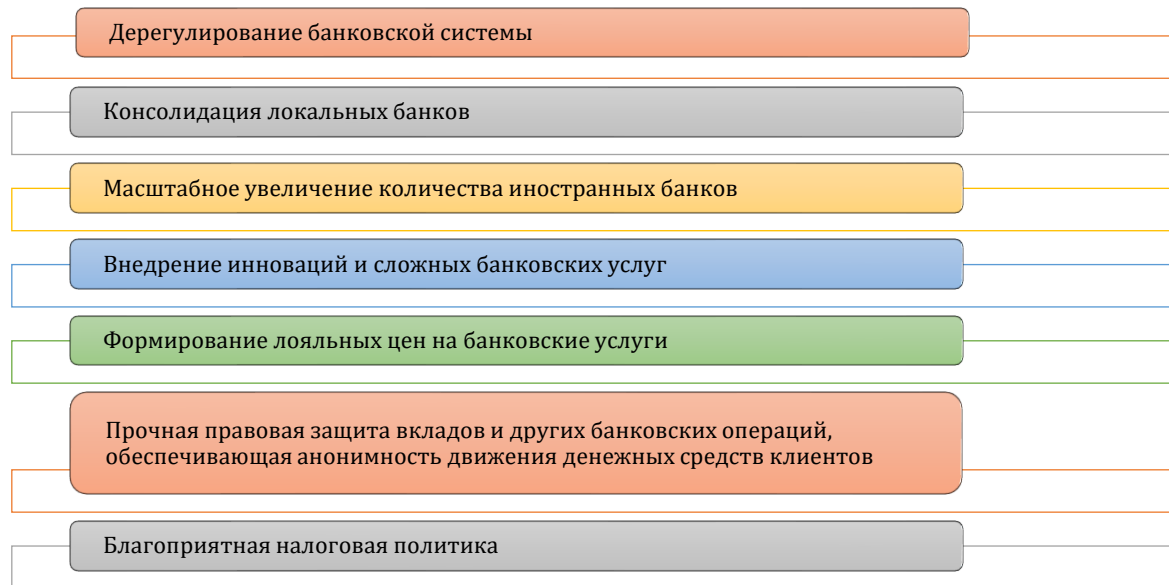 Дерегулирование банковской системы
Консолидация локальных банков
Масштабное увеличение количества иностранных банков
Внедрение инноваций и сложных банковских услуг
Формирование лояльных цен на банковские услуги
Прочная правовая защита вкладов и других банковских операций,
обеспечивающая анонимность движения денежных средств клиентов
Благоприятная налоговая политика